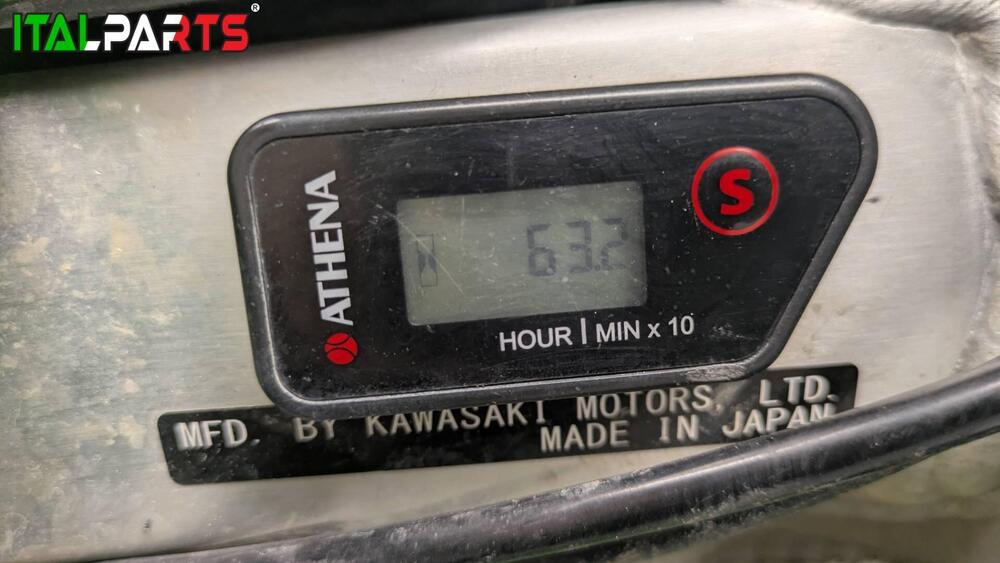 ITALPARTS®
ATHENA
S
63.2
HOUR | MIN x 10
MFD. BY KAWASAKI MOTORS, LTD.
MADE IN JAPAN